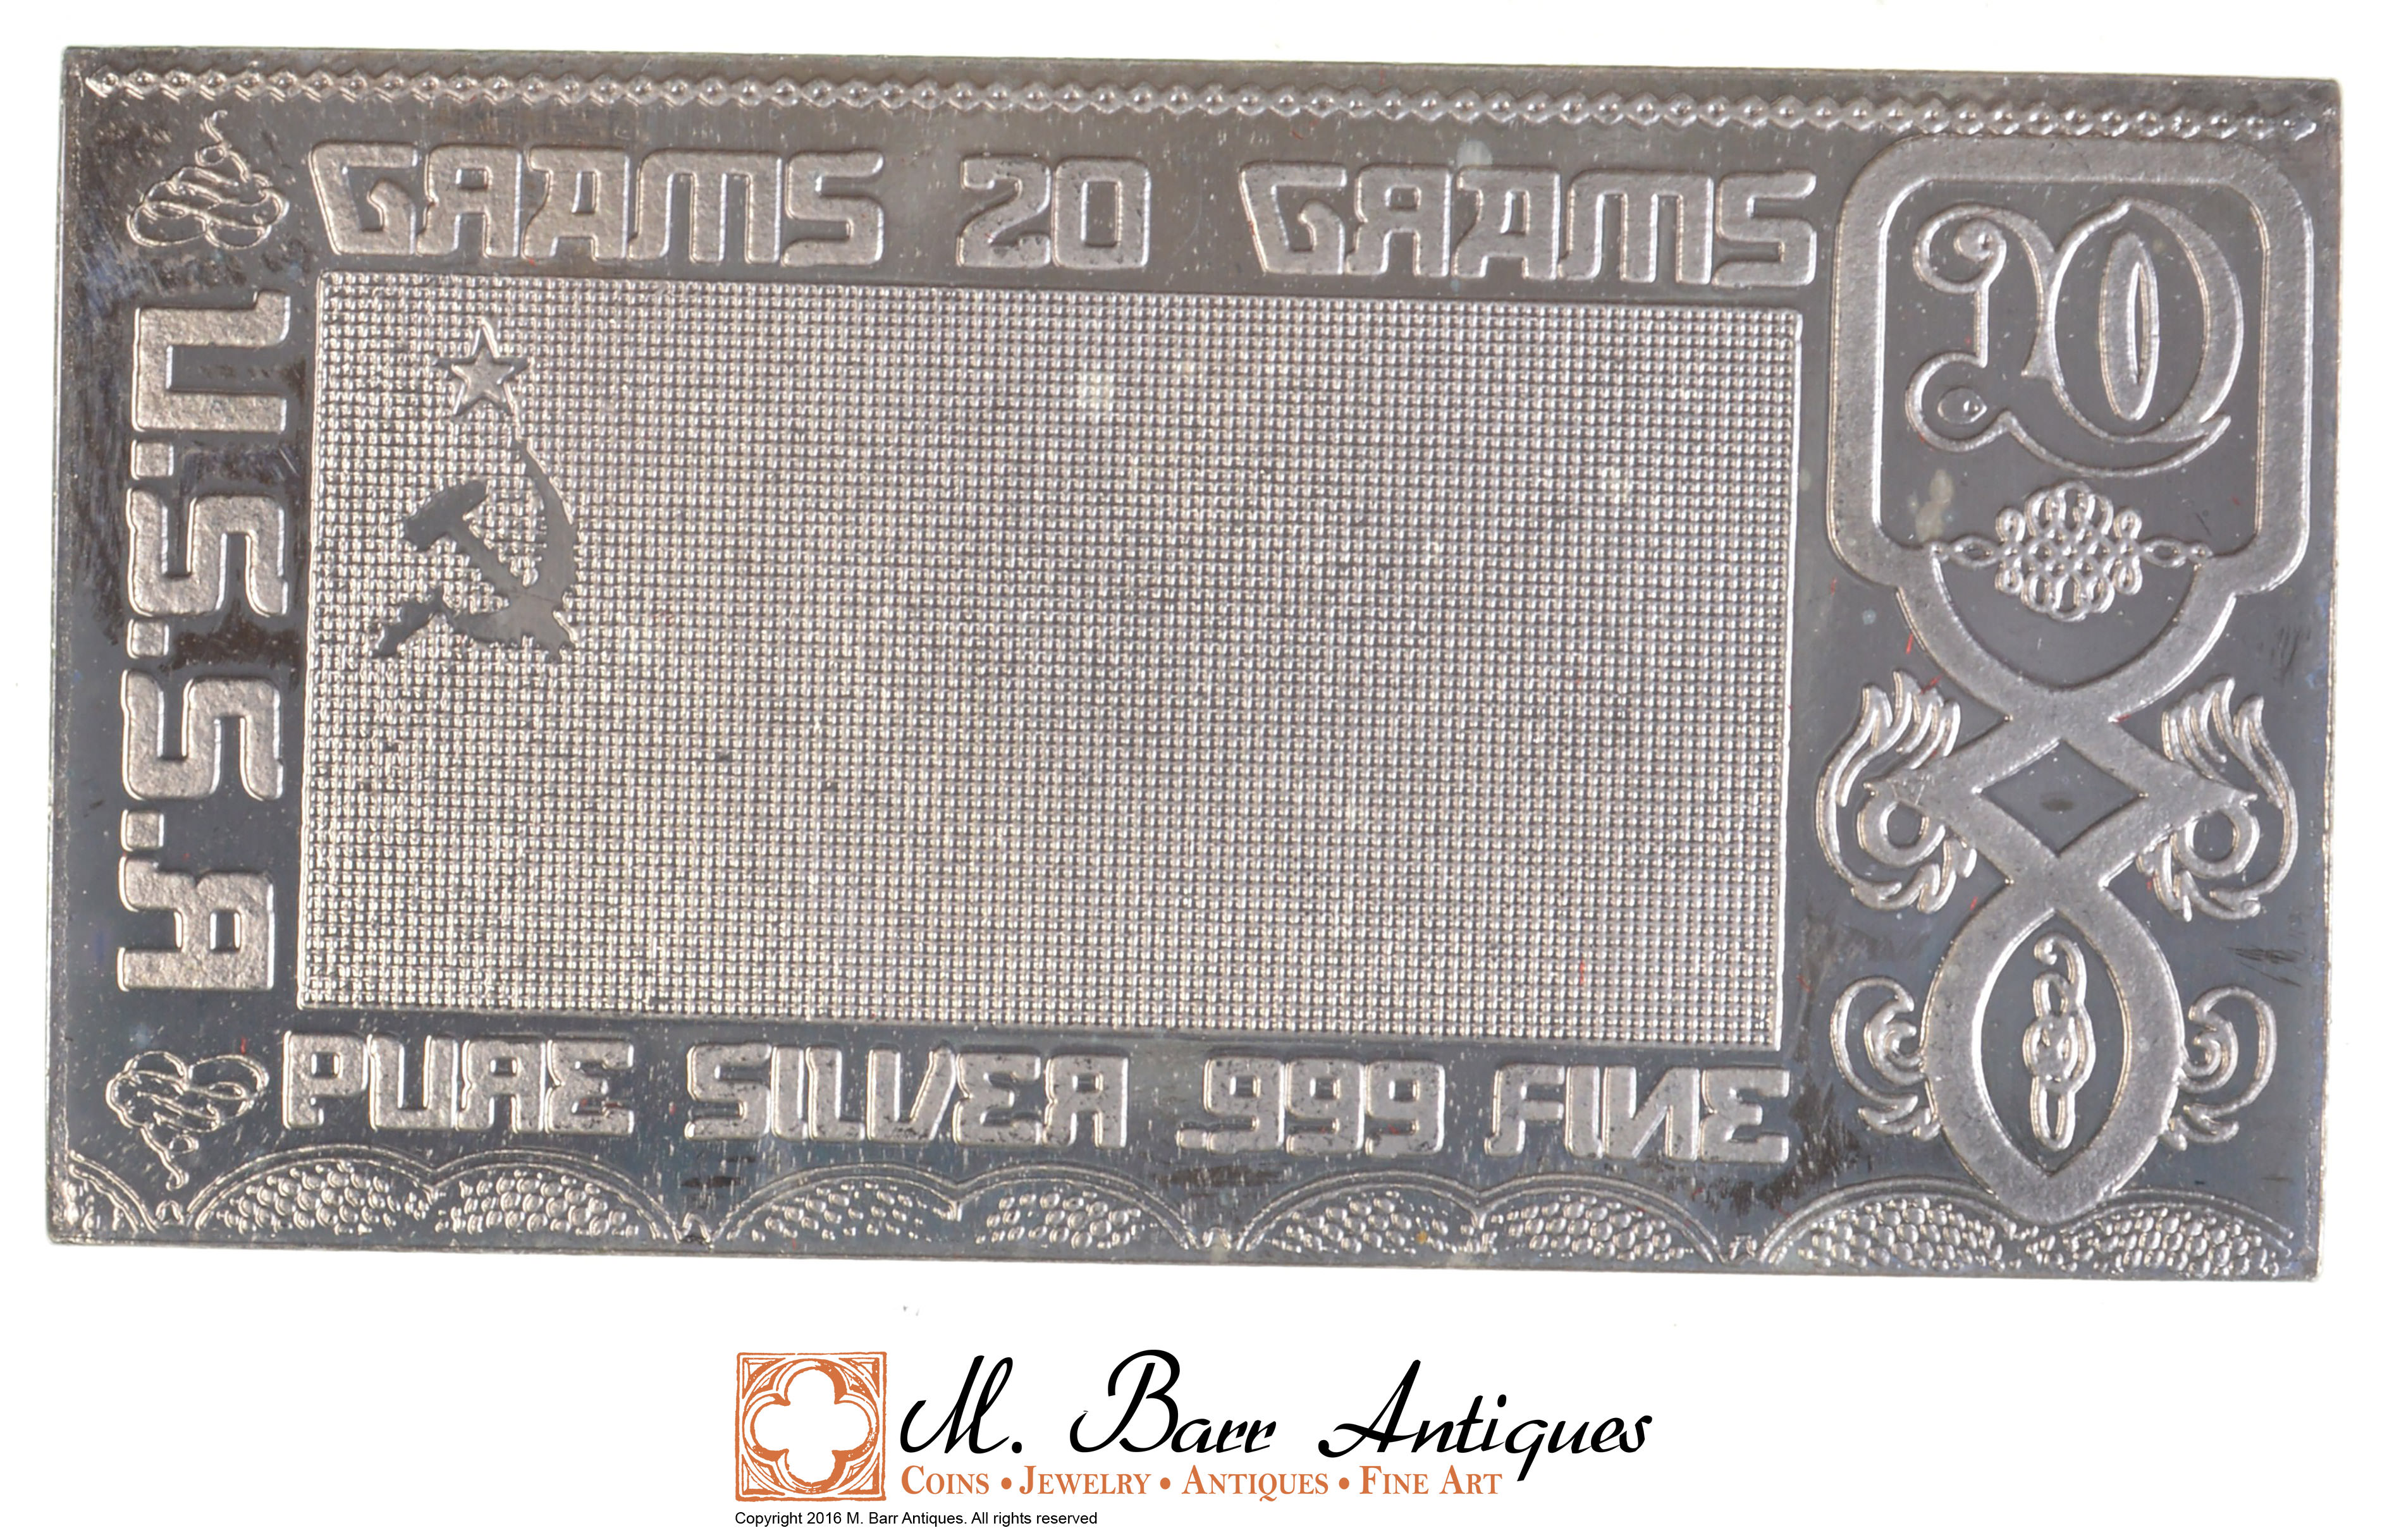 GRAMS 20 GRAMS
20
U.S.S.R
PURE SILVER .999 FINE
M. Barr Antiques
COINS • JEWELRY • ANTIQUES • FINE ART
Copyright 2016 M. Barr Antiques. All rights reserved